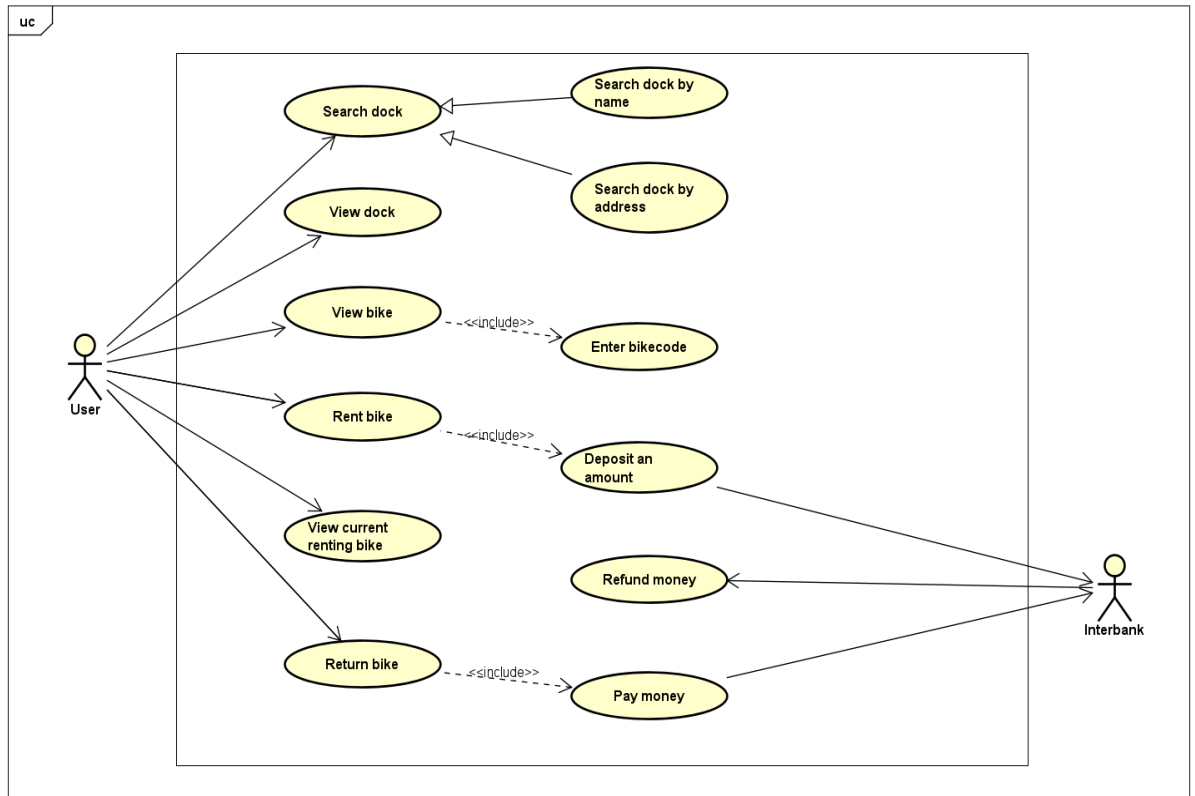 uc
Search dock
Search dock by
name
Search dock by
address
View dock
View bike
<<include>>
Enter bikecode
User
Rent bike
<<include>>
Deposit an
amount
View current
renting bike
Refund money
Interbank
Return bike
<<include>>
Pay money